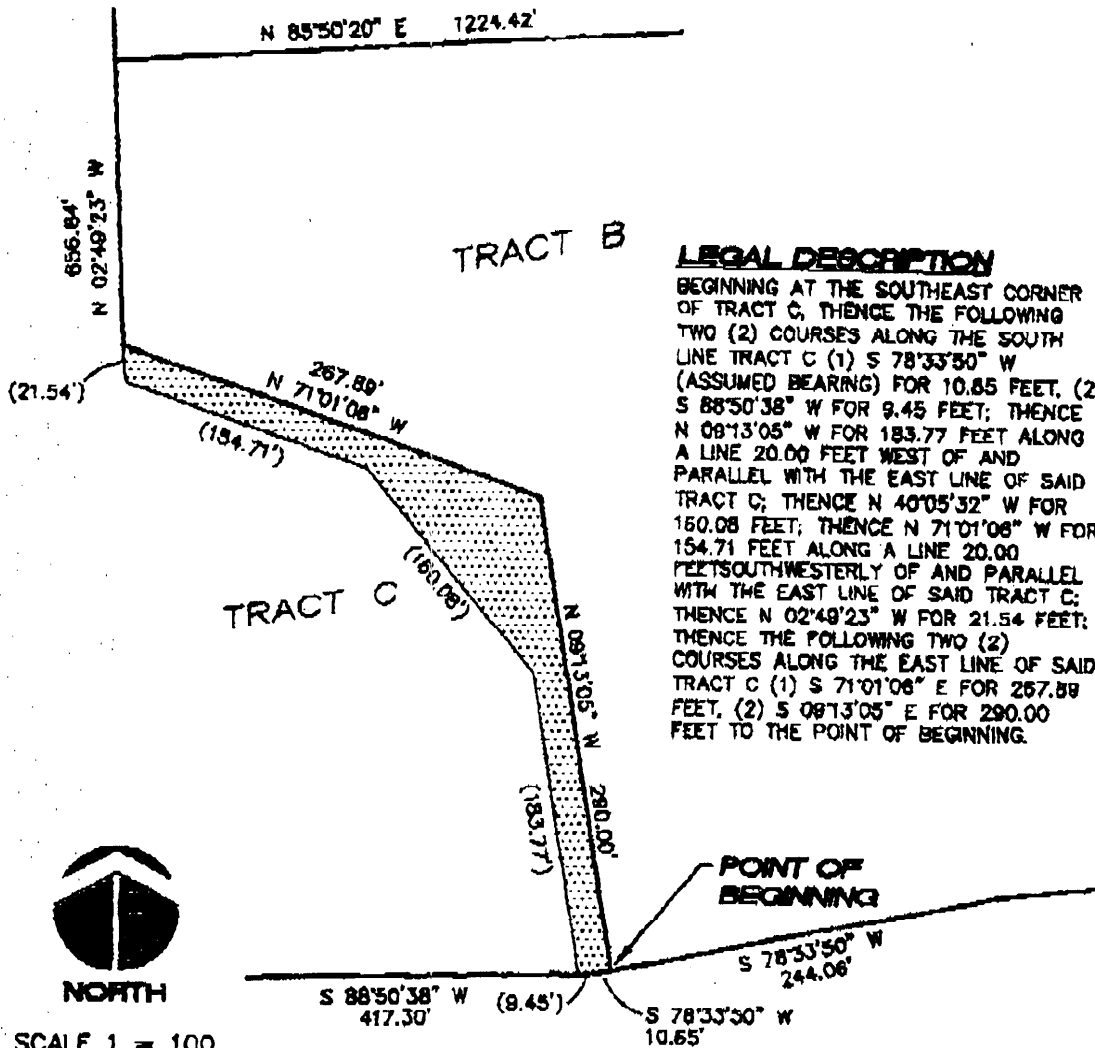 N 85°50'20" E 1224.42'
656.84'
N 02°49'23" W
TRACT B
LEGAL DESCRIPTION
BEGINNING AT THE SOUTHEAST CORNER
OF TRACT C, THENCE THE FOLLOWING
TWO (2) COURSES ALONG THE SOUTH
LINE TRACT C (1) S 78°33'50" W
(ASSUMED BEARING) FOR 10.65 FEET, (2
S 88°50'38" W FOR 9.45 FEET; THENCE
N 09°13'05" W FOR 183.77 FEET ALONG
A LINE 20.00 FEET WEST OF AND
PARALLEL WITH THE EAST LINE OF SAID
TRACT C; THENCE N 40°05'32" W FOR
160.08 FEET; THENCE N 71°01'06" W FOR
154.71 FEET ALONG A LINE 20.00
FEETSOUTHWESTERLY OF AND PARALLEL
WITH THE EAST LINE OF SAID TRACT C;
THENCE N 02°49'23" W FOR 21.54 FEET;
THENCE THE FOLLOWING TWO (2)
COURSES ALONG THE EAST LINE OF SAID
TRACT C (1) S 71°01'06" E FOR 267.89
FEET, (2) S 09°13'05" E FOR 290.00
FEET TO THE POINT OF BEGINNING.
(21.54')
267.89'
N 71°01'06" W
(154.71')
(160.08')
TRACT C
N 09°13'05" W 290.00'
(183.77')
POINT OF
BEGINNING
S 78°33'50" W
244.06'
NORTH
S 88°50'38" W
417.30'
(9.45')
S 78°33'50" W
10.65'
SCALE 1 = 100